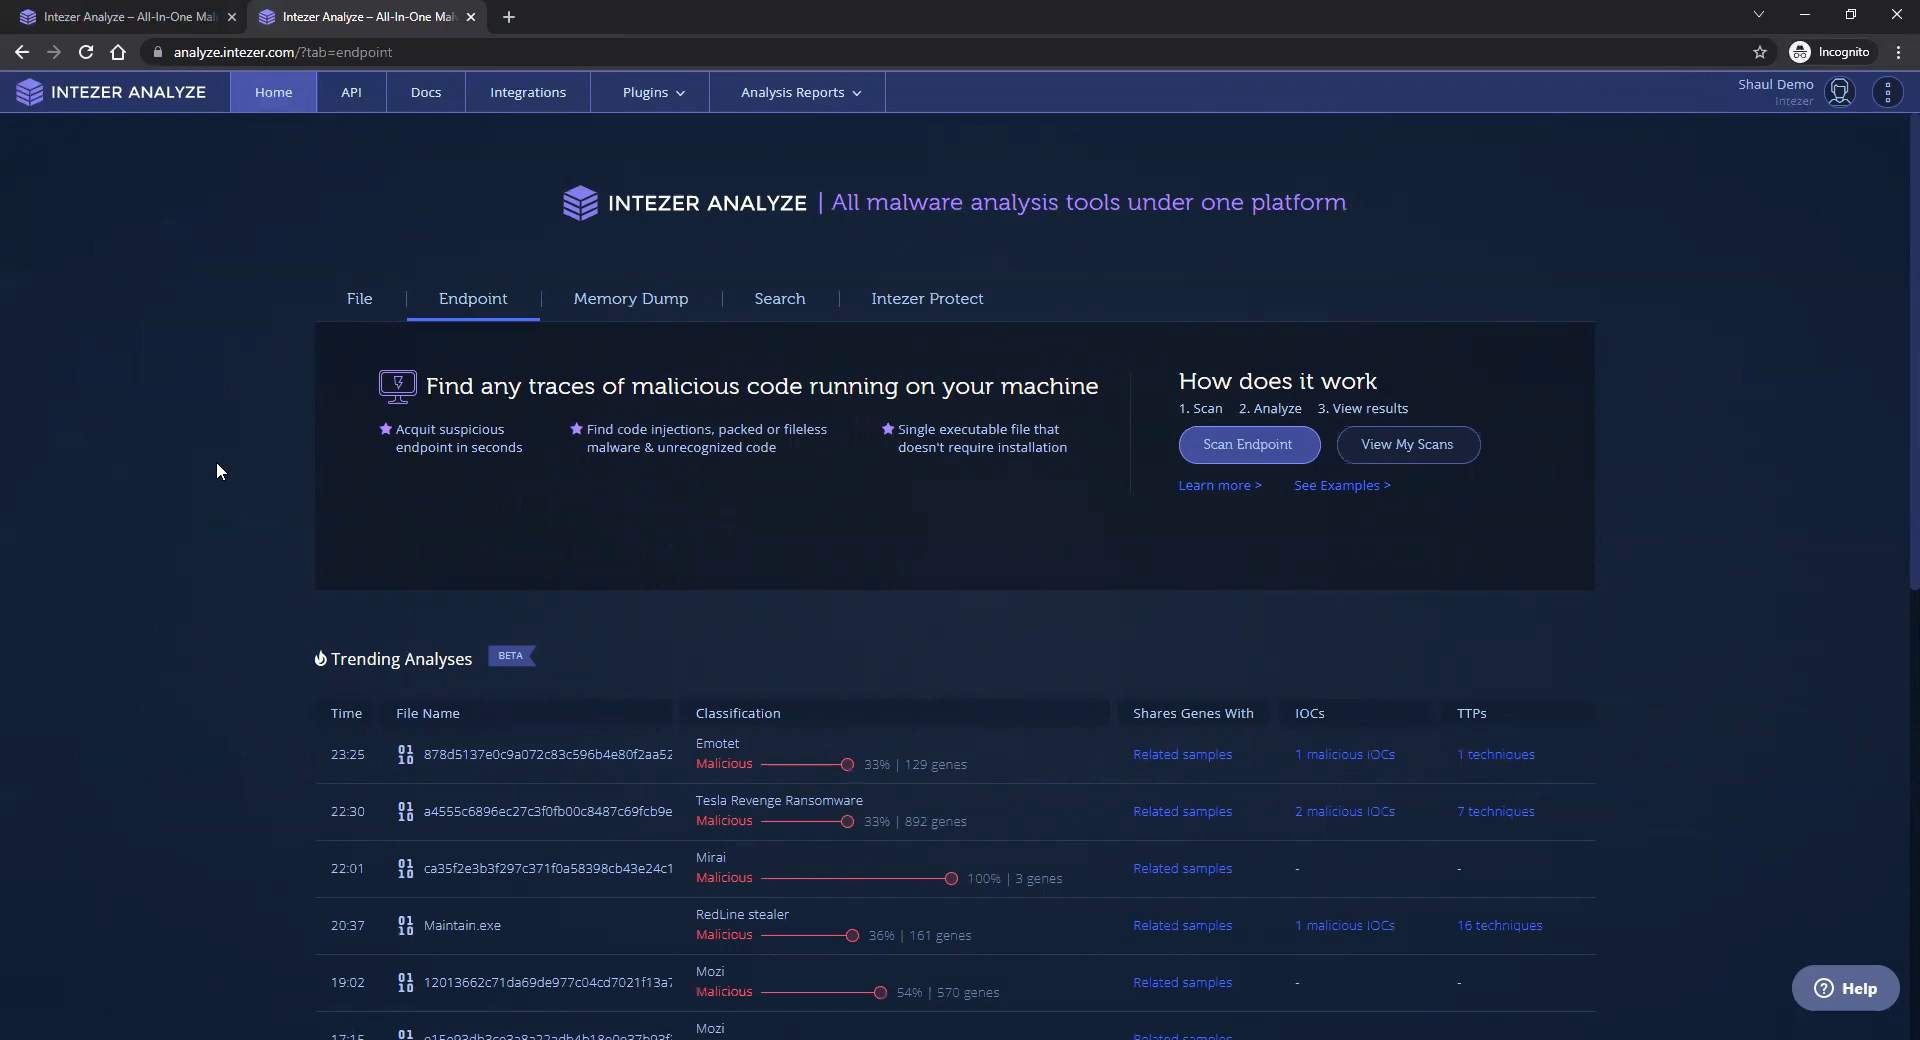 Intezer Analyze – All-In-One Mal
Intezer Analyze – All-In-One Mal
analyze.intezer.com/?tab=endpoint
Incognito
INTEZER ANALYZE
Home
API
Docs
Integrations
Plugins
Analysis Reports
Shaul Demo
Intezer
INTEZER ANALYZE | All malware analysis tools under one platform
File | Endpoint | Memory Dump | Search | Intezer Protect
Find any traces of malicious code running on your machine
Acquit suspicious
endpoint in seconds
Find code injections, packed or fileless
malware & unrecognized code
Single executable file that
doesn't require installation
How does it work
1. Scan 2. Analyze 3. View results
Scan Endpoint
View My Scans
Learn more >
See Examples >
Trending Analyses
BETA
Time File Name Classification Shares Genes With IOCs TTPs
Emotet
23:25 878d5137e0c9a072c83c596b4e80f2aa52 Malicious 33% | 129 genes Related samples 1 malicious IOCs 1 techniques
Tesla Revenge Ransomware
22:30 a4555c6896ec27c3f0fb00c8487c69fcb9e Malicious 33% | 892 genes Related samples 2 malicious IOCs 7 techniques
Mirai
22:01 ca35f2e3b3f297c371f0a58398cb43e24c1 Malicious 100% | 3 genes Related samples - -
RedLine stealer
20:37 Maintain.exe Malicious 36% | 161 genes Related samples 1 malicious IOCs 16 techniques
Mozi
19:02 12013662c71da69de977c04cd7021f13a7 Malicious 54% | 570 genes Related samples - -
Mozi
17:15 Related samples
Help